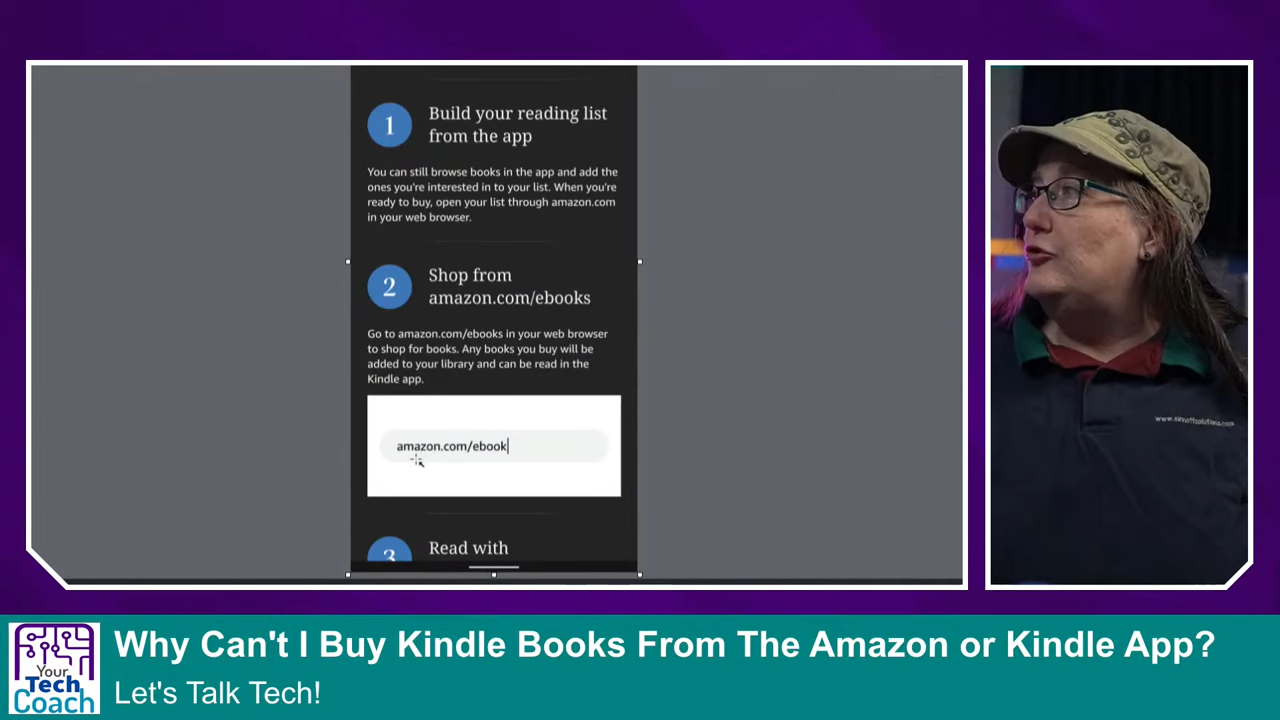 1
Build your reading list
from the app
You can still browse books in the app and add the
ones you're interested in to your list. When you're
ready to buy, open your list through amazon.com
in your web browser.
2
Shop from
amazon.com/ebooks
Go to amazon.com/ebooks in your web browser
to shop for books. Any books you buy will be
added to your library and can be read in the
Kindle app.
amazon.com/ebook
3
Read with
Your
Tech
Coach
Why Can't I Buy Kindle Books From The Amazon or Kindle App?
Let's Talk Tech!